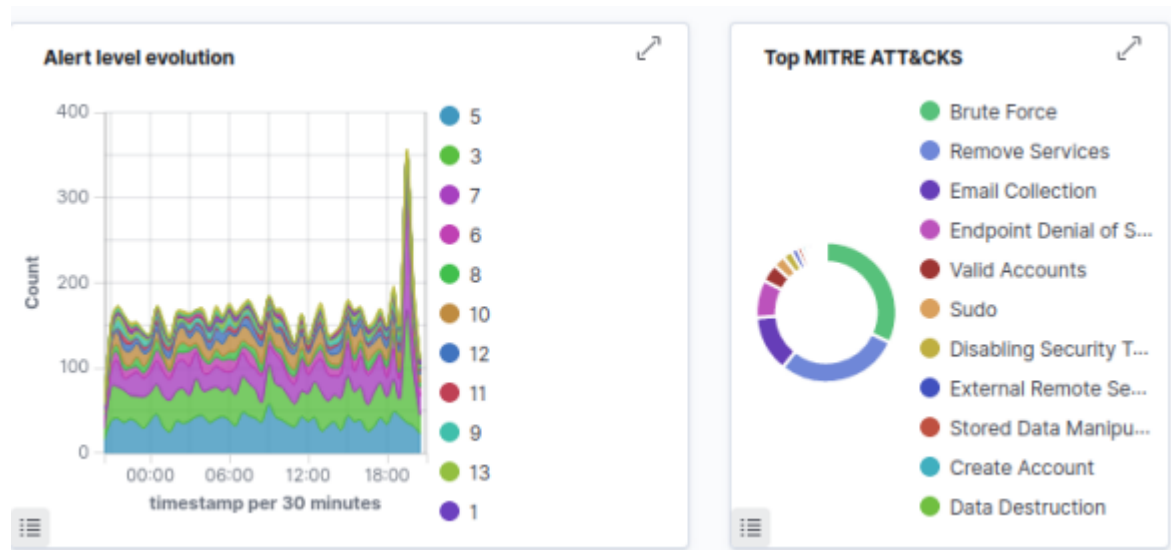 Alert level evolution
400
300
200
100
0
Count
00:00 06:00 12:00 18:00
timestamp per 30 minutes
5
3
7
6
8
10
12
11
9
13
1
Top MITRE ATT&CKS
Brute Force
Remove Services
Email Collection
Endpoint Denial of S...
Valid Accounts
Sudo
Disabling Security T...
External Remote Se...
Stored Data Manipu...
Create Account
Data Destruction